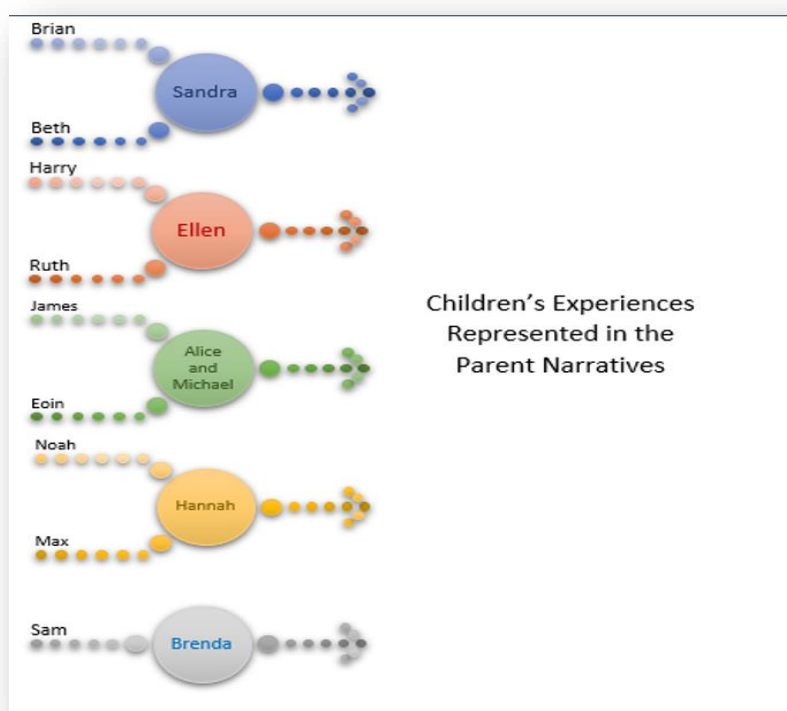 Brian
Sandra
Beth
Harry
Ellen
Ruth
James
Alice
and
Michael
Eoin
Noah
Hannah
Max
Sam
Brenda
Children’s Experiences
Represented in the
Parent Narratives